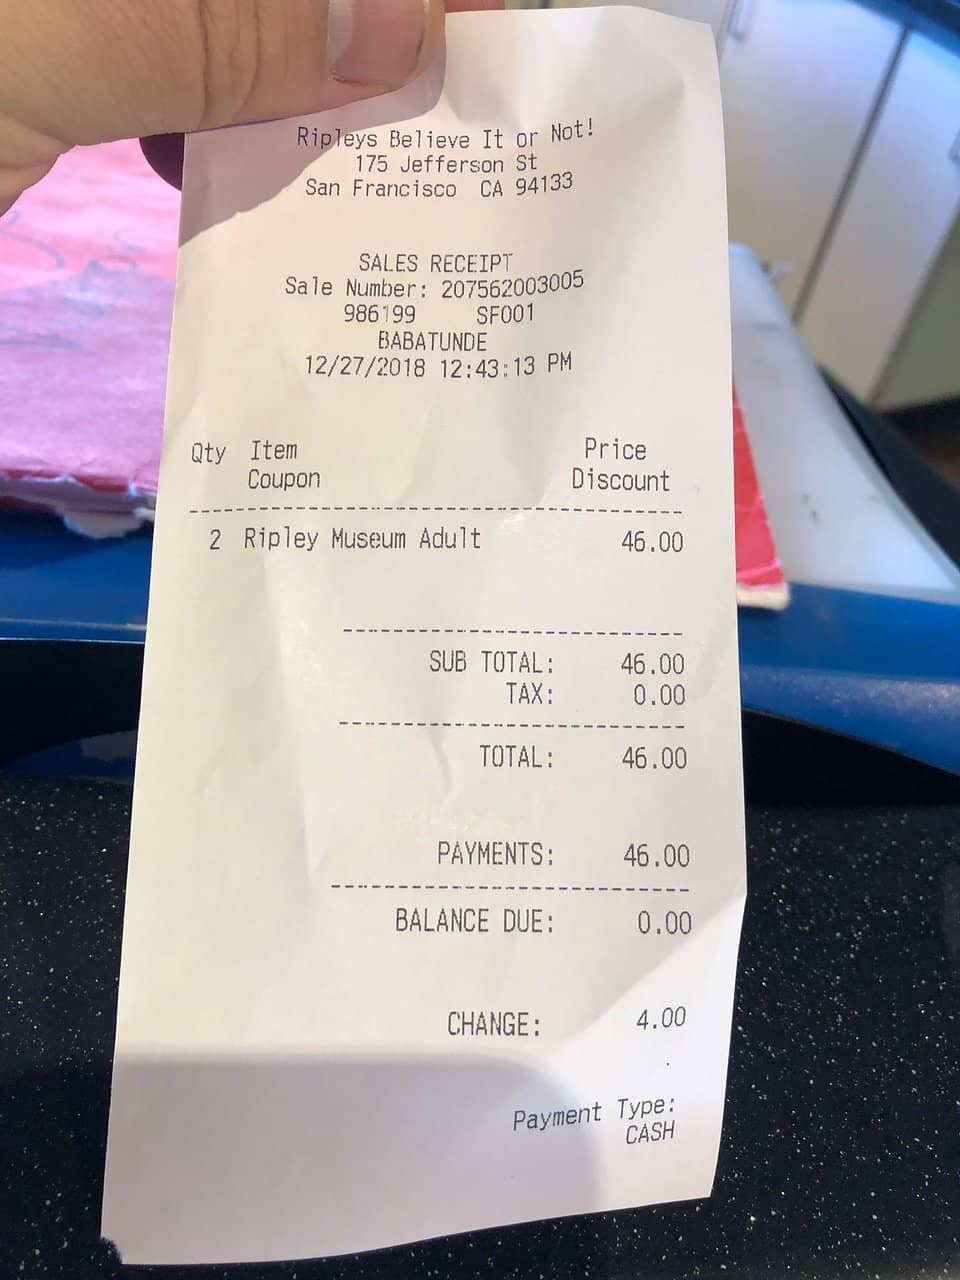 Ripleys Believe It or Not!
175 Jefferson St
San Francisco CA 94133
SALES RECEIPT
Sale Number: 207562003005
986199 SF001
BABATUNDE
12/27/2018 12:43:13 PM
Qty Item Price
Coupon Discount
2 Ripley Museum Adult 46.00
SUB TOTAL: 46.00
TAX: 0.00
TOTAL: 46.00
PAYMENTS: 46.00
BALANCE DUE: 0.00
CHANGE: 4.00
Payment Type:
CASH